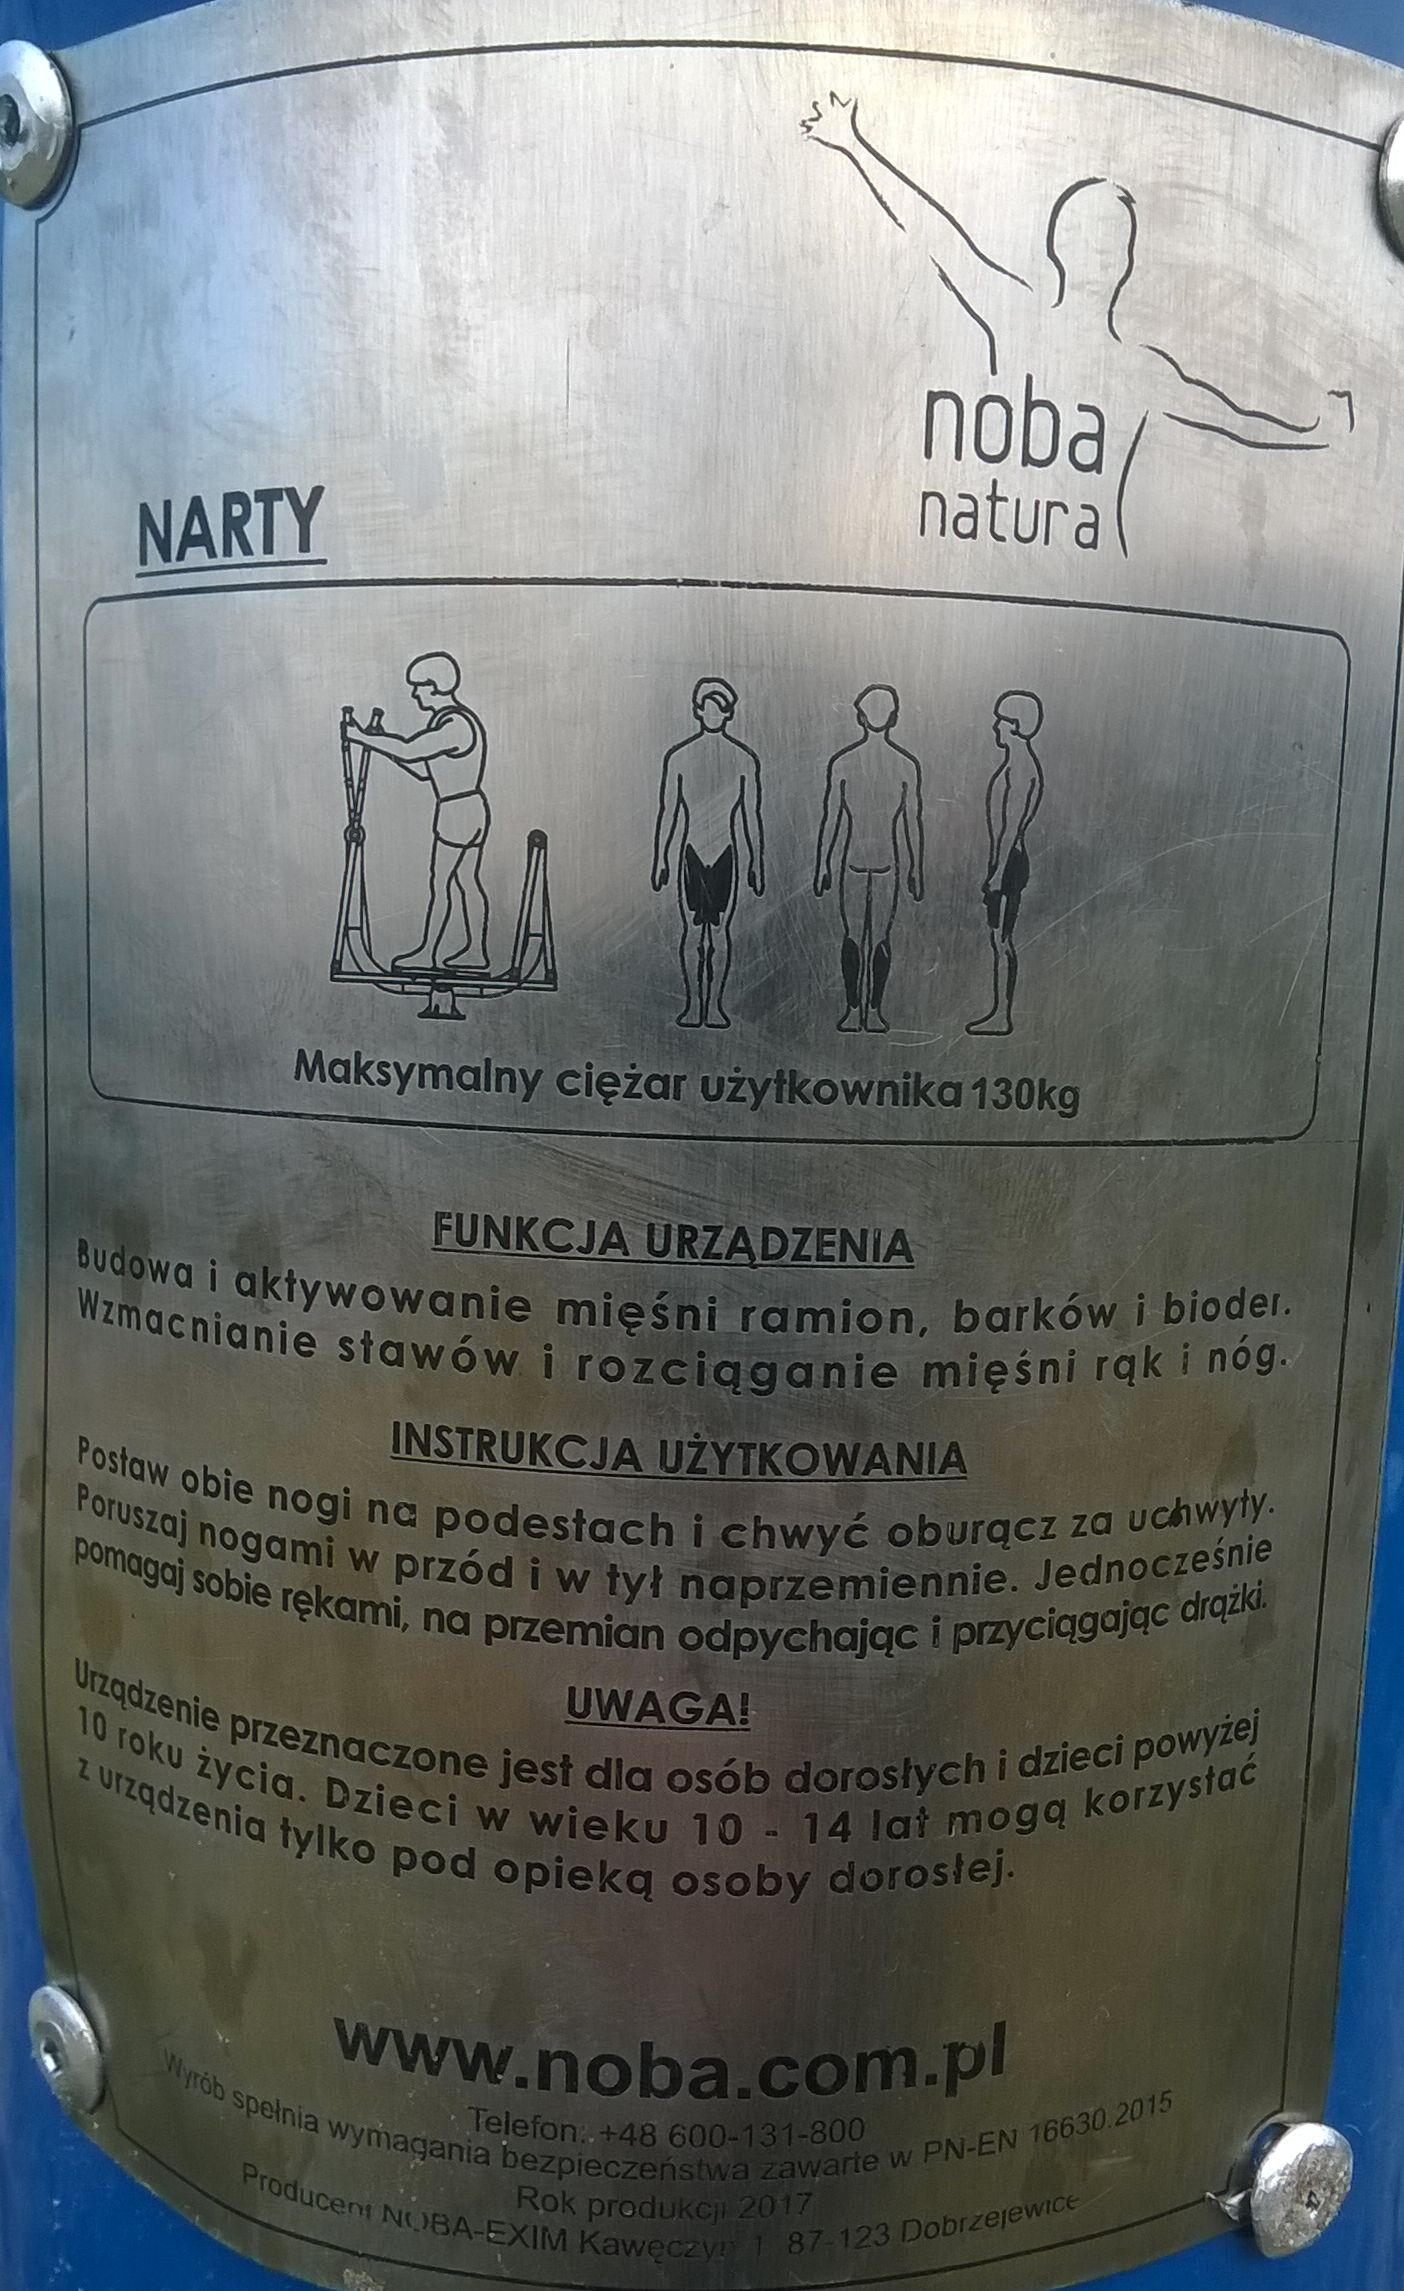 noba
natura
NARTY
Maksymalny ciężar użytkownika 130kg
FUNKCJA URZĄDZENIA
Budowa i aktywowanie mięśni ramion, barków i bioder.
Wzmacnianie stawów i rozciąganie mięśni rąk i nóg.
INSTRUKCJA UŻYTKOWANIA
Postaw obie nogi na podestach i chwyć oburącz za uchwyty.
Poruszaj nogami w przód i w tył naprzemiennie. Jednocześnie
pomagaj sobie rękami, na przemian odpychając i przyciągając drążki.
UWAGA!
Urządzenie przeznaczone jest dla osób dorosłych i dzieci powyżej
10 roku życia. Dzieci w wieku 10 - 14 lat mogą korzystać
z urządzenia tylko pod opieką osoby dorosłej.
www.noba.com.pl
Telefon: +48 600-131-800
Wyrób spełnia wymagania bezpieczeństwa zawarte w PN-EN 16630.2015
Rok produkcji 2017
Producent NOBA-EXIM Kawęczyn 1 87-123 Dobrzejewice